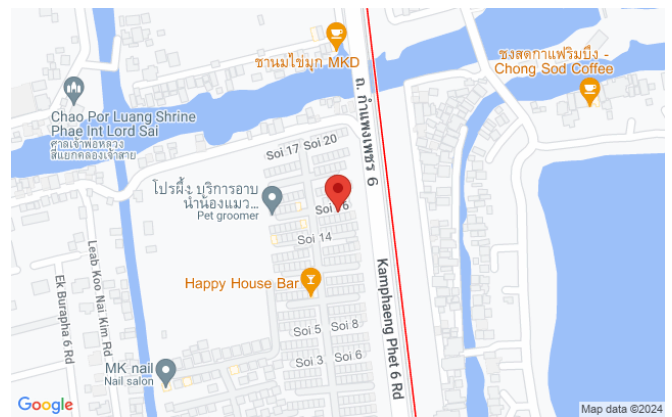 ชานมไข่มุก MKD
ถ. กำแพงเพชร 6
ชงสดกาแฟริมบึง -
Chong Sod Coffee
Chao Por Luang Shrine
Phae Int Lord Sai
ศาลเจ้าพ่อหลวง
สี่แยกคลองเจ้าสาย
Soi 17
Soi 20
โปรผึ้ง บริการอาบ
น้ำน้องแมว...
Pet groomer
Soi 14
Happy House Bar
Kamphaeng Phet 6 Rd
Leab Koo Nai Kim Rd
Ek Burapha 6 Rd
Soi 5
Soi 8
Soi 3
Soi 6
MK nail
Nail salon
Google
Map data ©2024